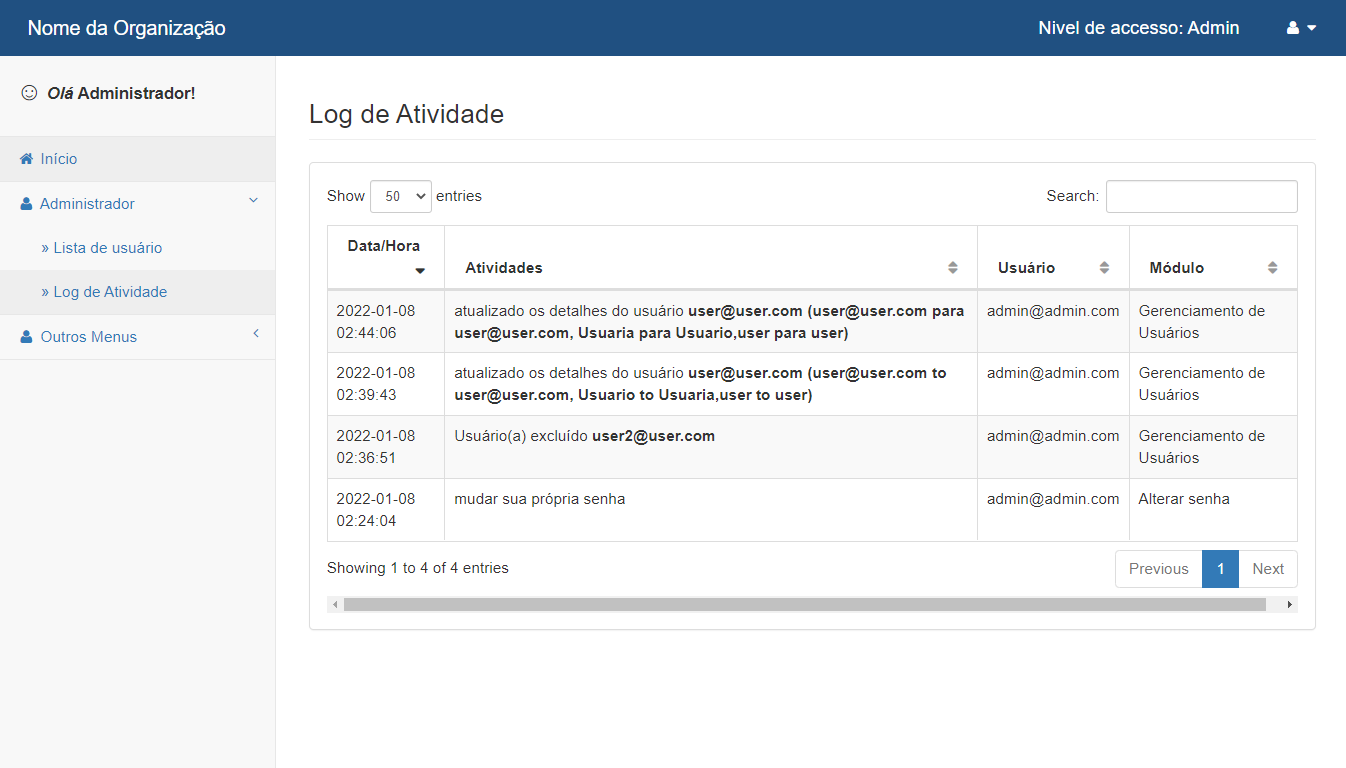 Nome da Organização
Nivel de accesso: Admin
Olá Administrador!
Início
Administrador
» Lista de usuário
» Log de Atividade
Outros Menus
Log de Atividade
Show 50 entries
Search:
Data/Hora Atividades Usuário Módulo
2022-01-08 02:44:06
atualizado os detalhes do usuário user@user.com (user@user.com para
user@user.com, Usuaria para Usuario,user para user)
admin@admin.com
Gerenciamento de
Usuários
2022-01-08 02:39:43
atualizado os detalhes do usuário user@user.com (user@user.com to
user@user.com, Usuario to Usuaria,user to user)
admin@admin.com
Gerenciamento de
Usuários
2022-01-08 02:36:51
Usuário(a) excluído user2@user.com
admin@admin.com
Gerenciamento de
Usuários
2022-01-08 02:24:04
mudar sua própria senha
admin@admin.com
Alterar senha
Showing 1 to 4 of 4 entries
Previous 1 Next